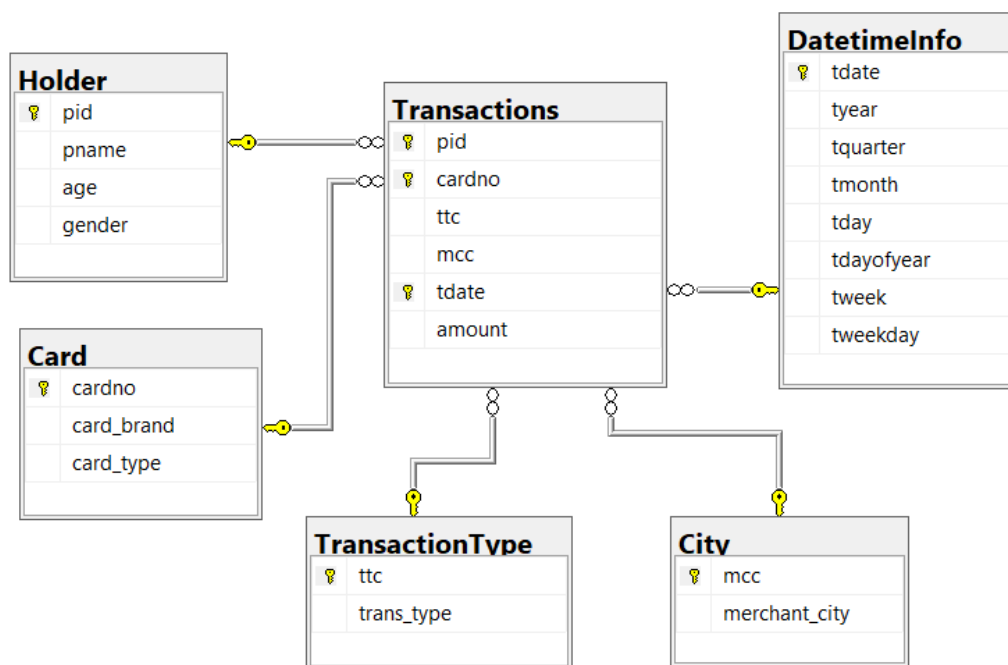 Holder
pid
pname
age
gender
Transactions
pid
cardno
ttc
mcc
tdate
amount
DatetimeInfo
tdate
tyear
tquarter
tmonth
tday
tdayofyear
tweek
tweekday
Card
cardno
card_brand
card_type
TransactionType
ttc
trans_type
City
mcc
merchant_city